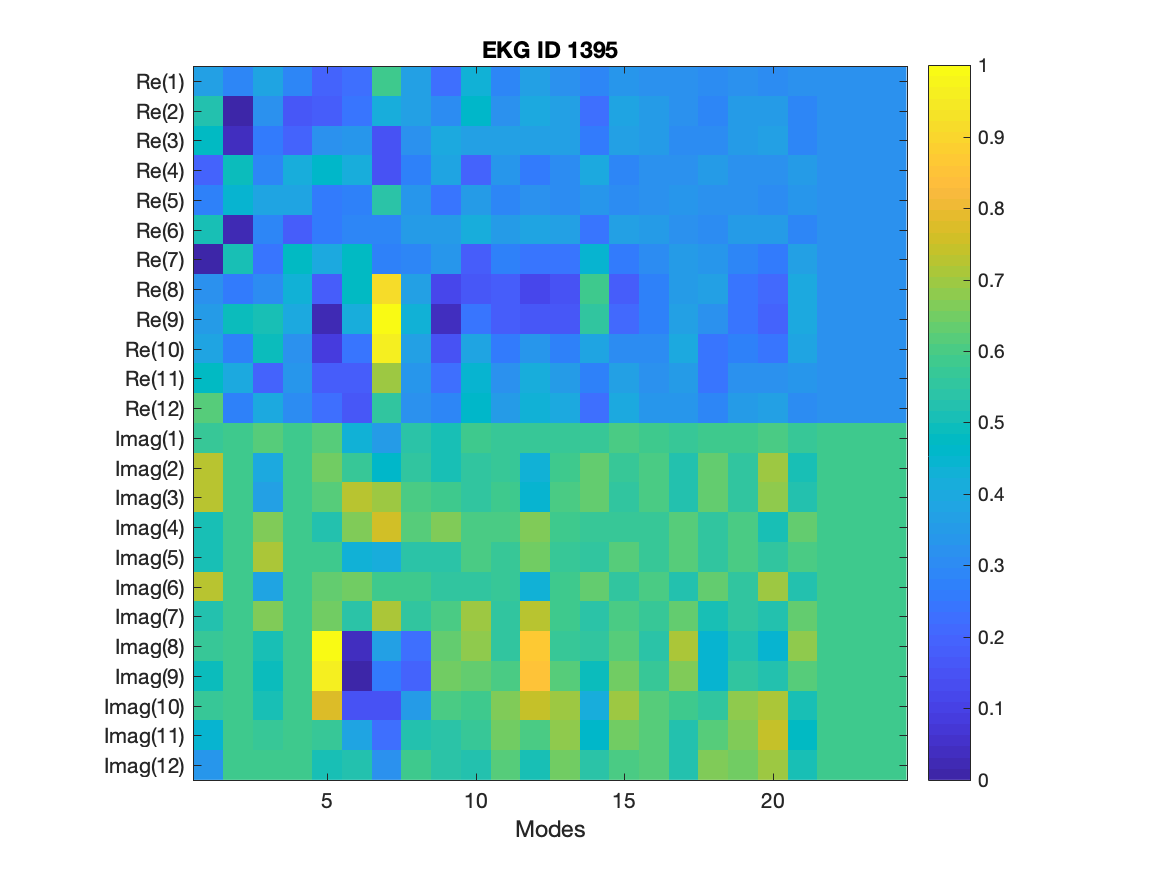 EKG ID 1395
Re(1)
Re(2)
Re(3)
Re(4)
Re(5)
Re(6)
Re(7)
Re(8)
Re(9)
Re(10)
Re(11)
Re(12)
Imag(1)
Imag(2)
Imag(3)
Imag(4)
Imag(5)
Imag(6)
Imag(7)
Imag(8)
Imag(9)
Imag(10)
Imag(11)
Imag(12)
5 10 15 20
Modes
1
0.9
0.8
0.7
0.6
0.5
0.4
0.3
0.2
0.1
0